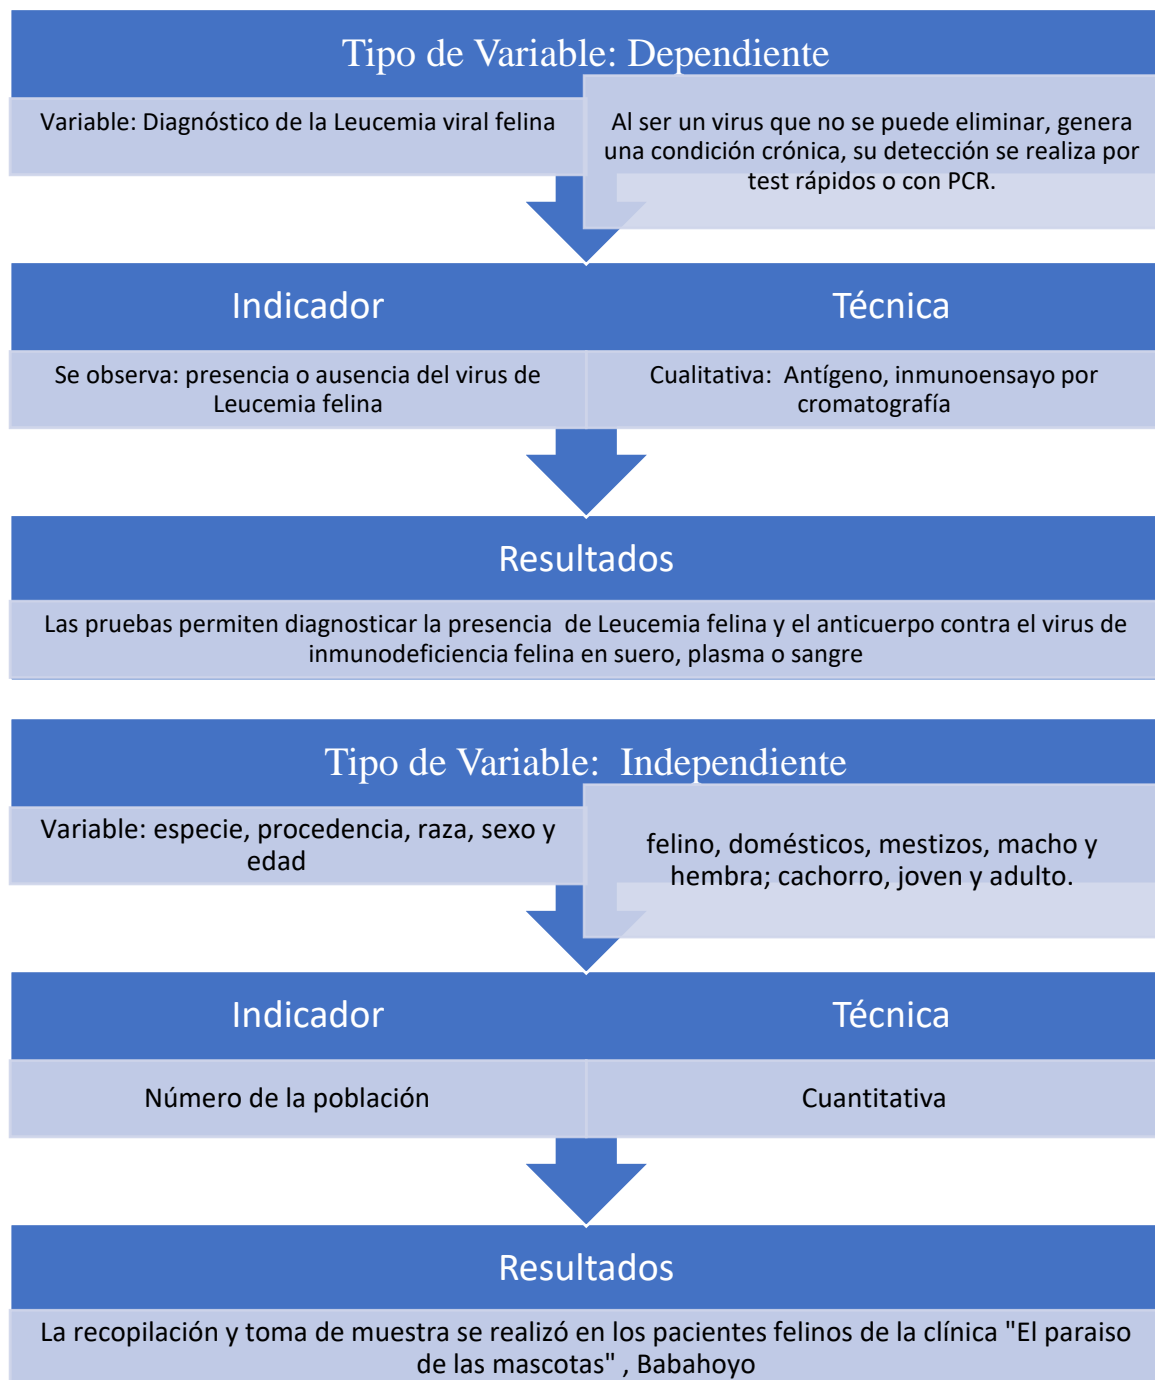 Tipo de Variable: Dependiente
Variable: Diagnóstico de la Leucemia viral felina
Al ser un virus que no se puede eliminar, genera
una condición crónica, su detección se realiza por
test rápidos o con PCR.
Indicador
Técnica
Se observa: presencia o ausencia del virus de
Leucemia felina
Cualitativa: Antígeno, inmunoensayo por
cromatografía
Resultados
Las pruebas permiten diagnosticar la presencia de Leucemia felina y el anticuerpo contra el virus de
inmunodeficiencia felina en suero, plasma o sangre
Tipo de Variable: Independiente
Variable: especie, procedencia, raza, sexo y
edad
felino, domésticos, mestizos, macho y
hembra; cachorro, joven y adulto.
Indicador
Técnica
Número de la población
Cuantitativa
Resultados
La recopilación y toma de muestra se realizó en los pacientes felinos de la clínica "El paraiso
de las mascotas" , Babahoyo